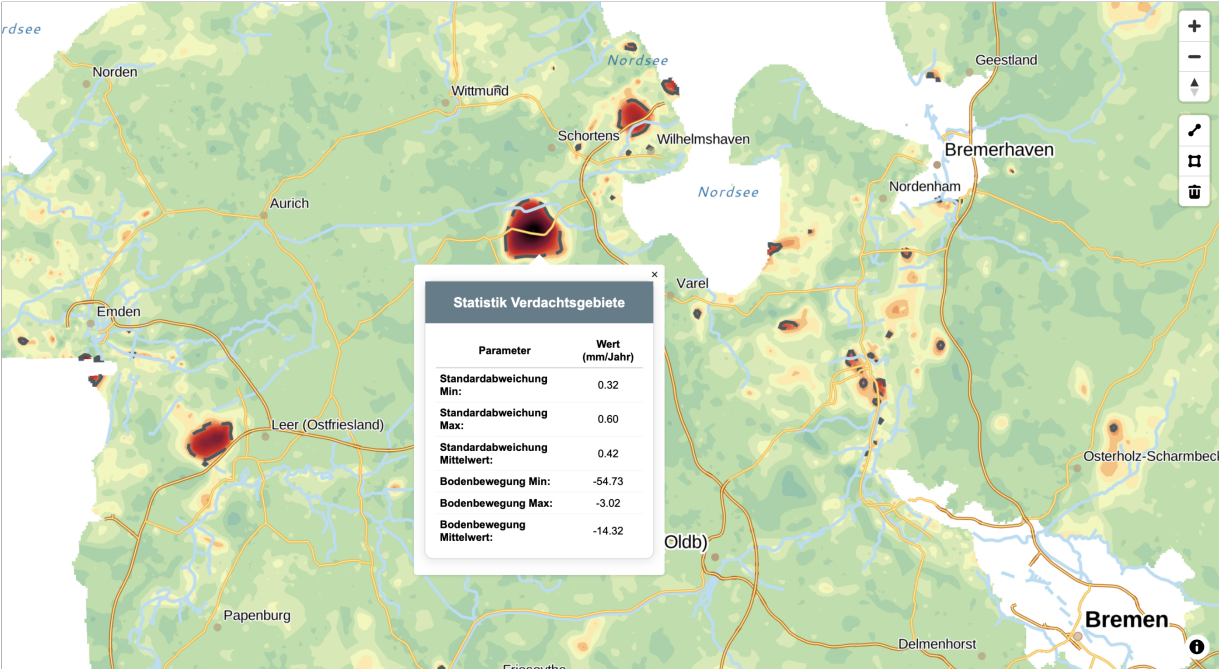 rdsee
Nordsee
Geestland
Norden
Wittmund
Schortens
Wilhelmshaven
Bremerhaven
Nordsee
Nordenham
Aurich
Varel
Emden
×
Statistik Verdachtsgebiete
Parameter
Wert
(mm/Jahr)
Standardabweichung
Min:
0.32
Standardabweichung
Max:
0.60
Standardabweichung
Mittelwert:
0.42
Bodenbewegung Min:
-54.73
Bodenbewegung Max:
-3.02
Bodenbewegung
Mittelwert:
-14.32
Leer (Ostfriesland)
Osterholz-Scharmbeck
Oldb)
Papenburg
Bremen
Delmenhorst
Friesoythe